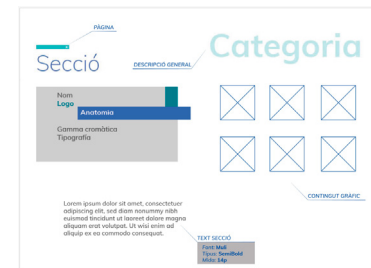 PÀGINA
Secció
DESCRIPCIÓ GENERAL
Categoria
Nom
Logo
Anatomia
Gamma cromàtica
Tipografia
CONTINGUT GRÀFIC
Lorem ipsum dolor sit amet, consectetuer
adipiscing elit, sed diam nonummy nibh
euismod tincidunt ut laoreet dolore magna
aliquam erat volutpat. Ut wisi enim ad
aliquip ex ea commodo consequat.
TEXT SECCIÓ
Font: Muli
Tipus: SemiBold
Mida: 14p